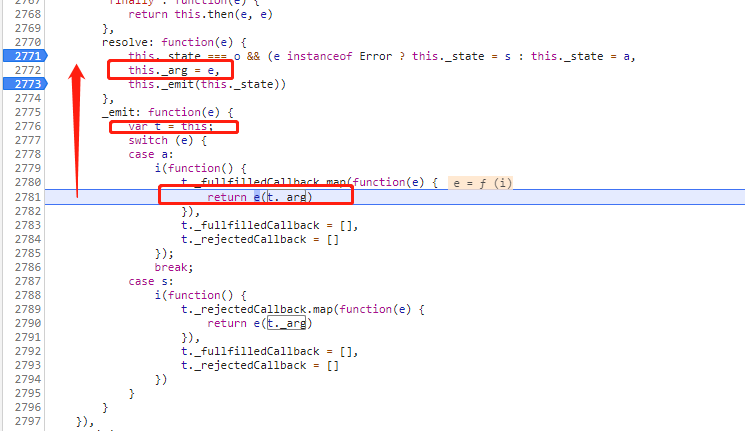 2767 "finally": function(e) {
2768 return this.then(e, e)
2769 },
2770 resolve: function(e) {
2771 this._state === o && (e instanceof Error ? this._state = s : this._state = a,
2772 this._arg = e,
2773 this._emit(this._state))
2774 },
2775 _emit: function(e) {
2776 var t = this;
2777 switch (e) {
2778 case a:
2779 i(function() {
2780 t._fullfilledCallback.map(function(e) { e = ƒ (i)
2781 return e(t._arg)
2782 }),
2783 t._fullfilledCallback = [],
2784 t._rejectedCallback = []
2785 });
2786 break;
2787 case s:
2788 i(function() {
2789 t._rejectedCallback.map(function(e) {
2790 return e(t._arg)
2791 }),
2792 t._fullfilledCallback = [],
2793 t._rejectedCallback = []
2794 })
2795 }
2796 }
2797 }),